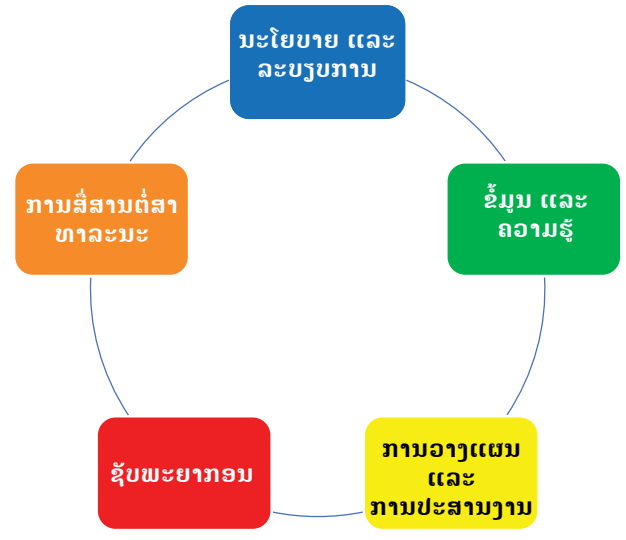 ນະໂຍບາຍ ແລະ
ລະບຽບການ
ຂໍ້ມູນ ແລະ
ຄວາມຮູ້
ການວາງແຜນ
ແລະ
ການປະສານງານ
ຊັບພະຍາກອນ
ການສື່ສານຕໍ່ສາ
ທາລະນະ